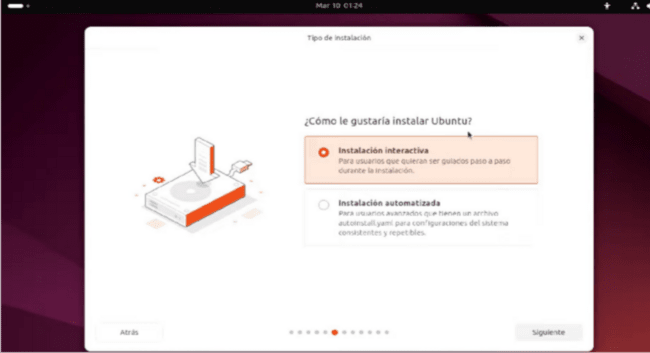 Mar 10 01:24
Tipo de instalación
¿Cómo le gustaría instalar Ubuntu?
Instalación interactiva
Para usuarios que quieran ser guiados paso a paso
durante la instalación.
Instalación automatizada
Para usuarios avanzados que tienen un archivo
autoinstall.yaml para configuraciones del sistema
consistentes y repetibles.
Atrás
Siguiente